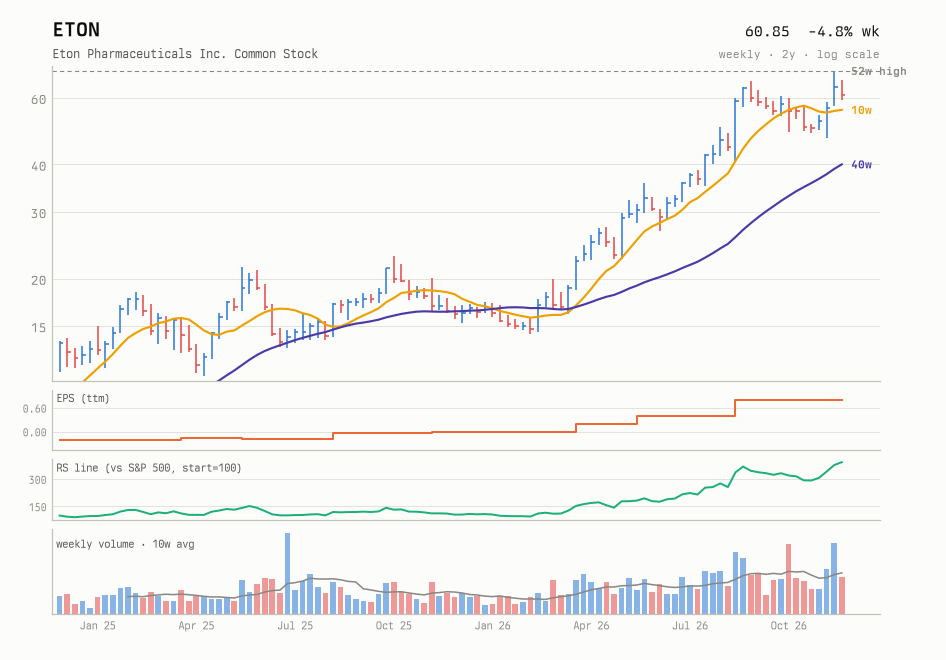 ETON
60.85 -4.8% wk
Eton Pharmaceuticals Inc. Common Stock
weekly · 2y · log scale
52w high
60
10w
40
40w
30
20
15
EPS (ttm)
0.60
0.00
RS line (vs S&P 500, start=100)
300
150
weekly volume · 10w avg
Jan 25 Apr 25 Jul 25 Oct 25 Jan 26 Apr 26 Jul 26 Oct 26